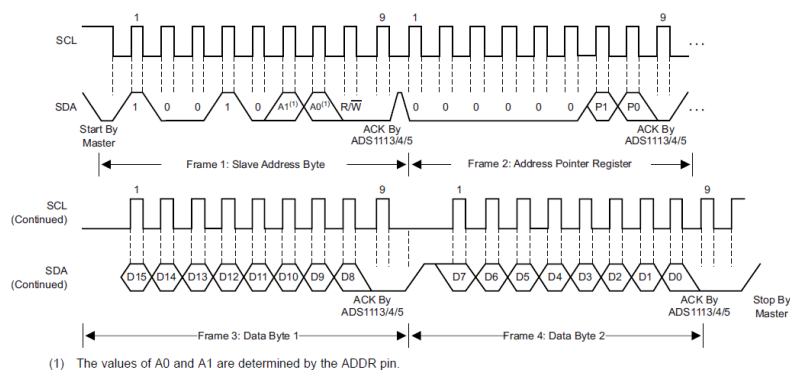 1 9 1 9
SCL ...
SDA 1 0 0 1 0 A1(1) A0(1) R/W̅ 0 0 0 0 0 0 P1 P0 ...
Start By
Master
ACK By
ADS1113/4/5
ACK By
ADS1113/4/5
Frame 1: Slave Address Byte
Frame 2: Address Pointer Register
1 9 1 9
SCL
(Continued)
SDA
(Continued)
D15 D14 D13 D12 D11 D10 D9 D8 D7 D6 D5 D4 D3 D2 D1 D0
ACK By
ADS1113/4/5
ACK By
ADS1113/4/5
Stop By
Master
Frame 3: Data Byte 1
Frame 4: Data Byte 2
(1) The values of A0 and A1 are determined by the ADDR pin.